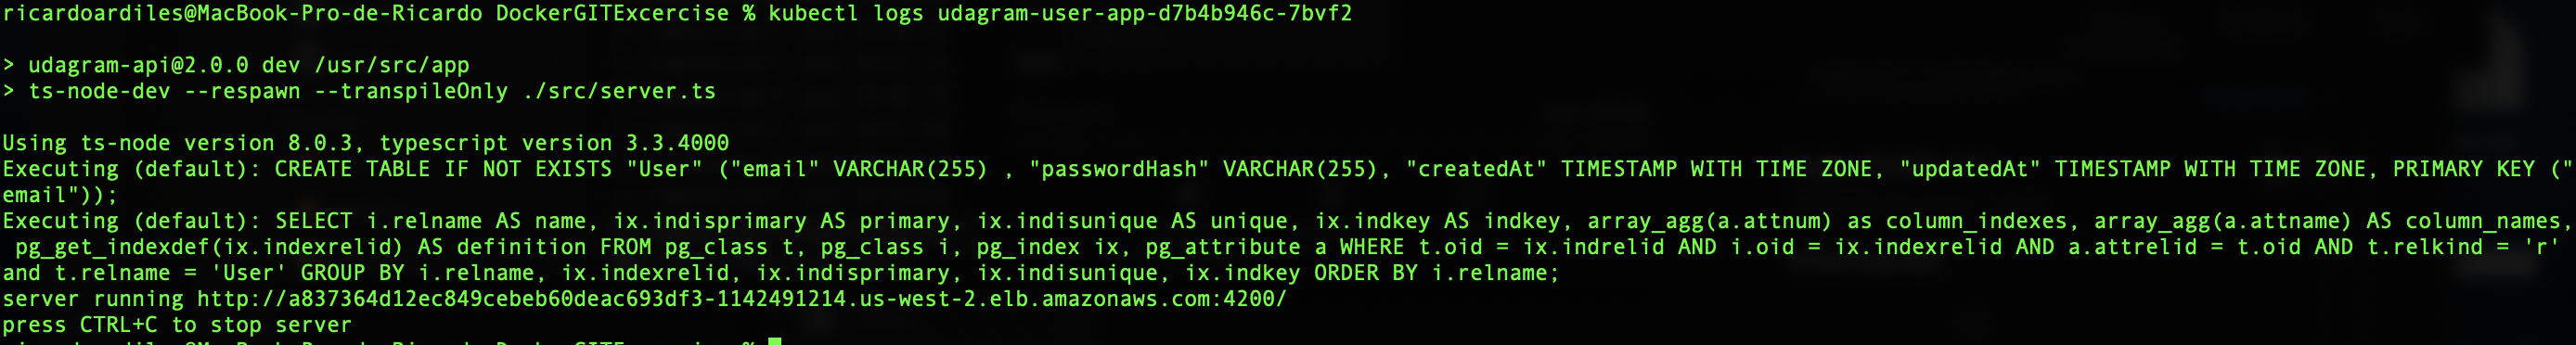 ricardoardiles@MacBook-Pro-de-Ricardo DockerGITExcercise % kubectl logs udagram-user-app-d7b4b946c-7bvf2
> udagram-api@2.0.0 dev /usr/src/app
> ts-node-dev --respawn --transpileOnly ./src/server.ts
Using ts-node version 8.0.3, typescript version 3.3.4000
Executing (default): CREATE TABLE IF NOT EXISTS "User" ("email" VARCHAR(255) , "passwordHash" VARCHAR(255), "createdAt" TIMESTAMP WITH TIME ZONE, "updatedAt" TIMESTAMP WITH TIME ZONE, PRIMARY KEY ("
email"));
Executing (default): SELECT i.relname AS name, ix.indisprimary AS primary, ix.indisunique AS unique, ix.indkey AS indkey, array_agg(a.attnum) as column_indexes, array_agg(a.attname) AS column_names,
pg_get_indexdef(ix.indexrelid) AS definition FROM pg_class t, pg_class i, pg_index ix, pg_attribute a WHERE t.oid = ix.indrelid AND i.oid = ix.indexrelid AND a.attrelid = t.oid AND t.relkind = 'r'
and t.relname = 'User' GROUP BY i.relname, ix.indexrelid, ix.indisprimary, ix.indisunique, ix.indkey ORDER BY i.relname;
server running http://a837364d12ec849cebeb60deac693df3-1142491214.us-west-2.elb.amazonaws.com:4200/
press CTRL+C to stop server
ricardoardiles@MacBook-Pro-de-Ricardo DockerGITExcercise %